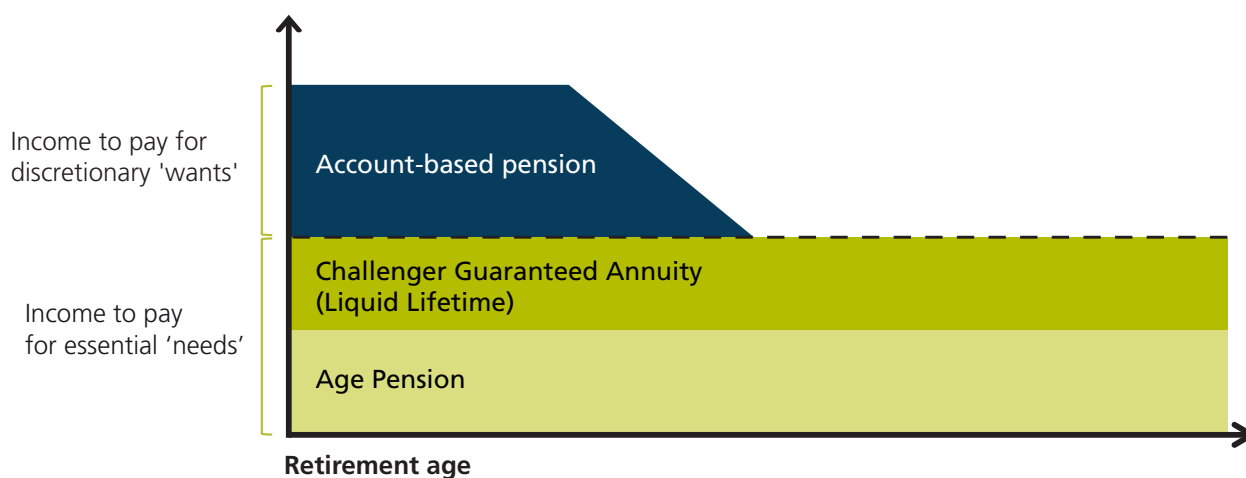 Income to pay for
discretionary 'wants'
Account-based pension
Challenger Guaranteed Annuity
(Liquid Lifetime)
Income to pay
for essential ‘needs’
Age Pension
Retirement age